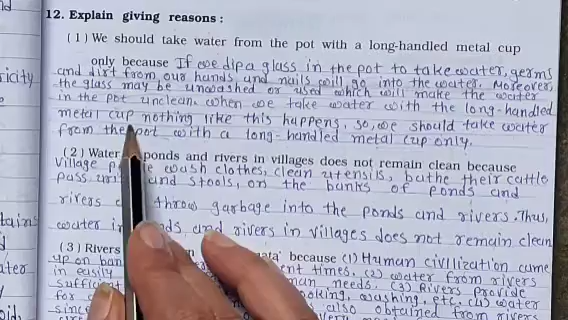 12. Explain giving reasons :
(1) We should take water from the pot with a long-handled metal cup
only because If we dip a glass in the pot to take water, germs
and dirt from our hands and nails will go into the water. Moreover,
the glass may be unwashed or used which will make the water
in the pot unclean. When we take water with the long-handled
metal cup nothing like this happens. So, we should take water
from the pot with a long-handled metal cup only.
(2) Water ponds and rivers in villages does not remain clean because
village wash clothes, clean utensils, bathe their cattle
pass and stools, on the banks of ponds and
rivers throw garbage into the ponds and rivers. Thus,
water in and rivers in villages does not remain clean
(3) Rivers because (1) Human civilization came
up on ent times. (2) water from rivers
in easily needs. (3) Rivers provide
for oking, washing, etc. (4) water
since also obtained from rivers
icity
tains
ater
oid,